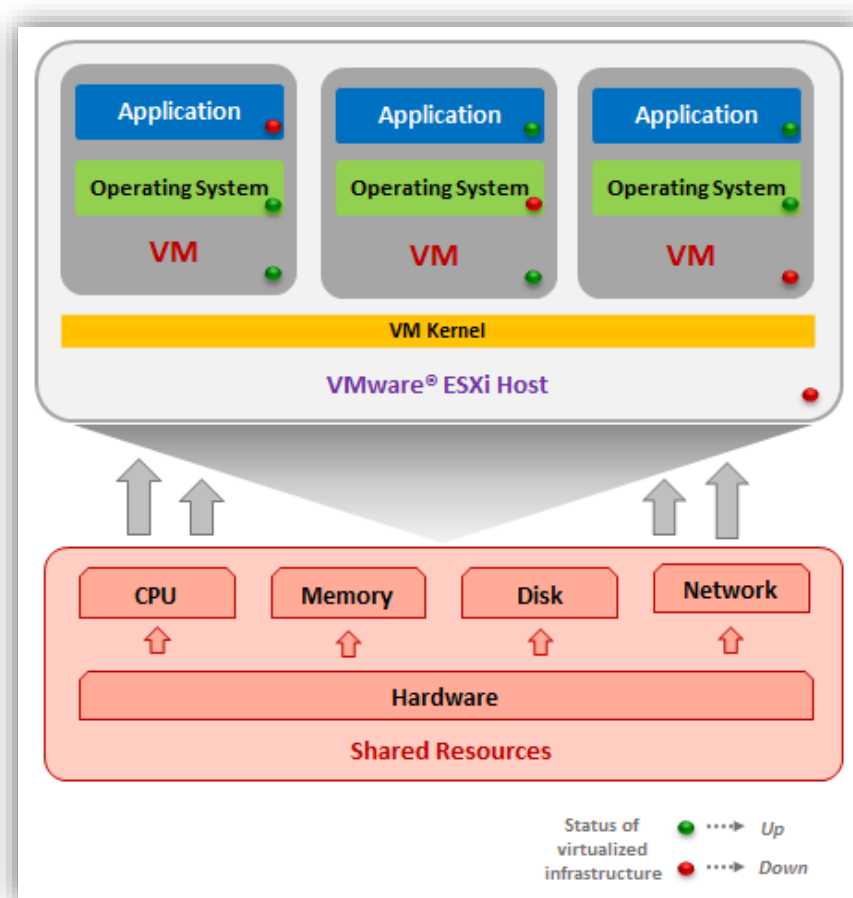 Application
Application
Application
Operating System
Operating System
Operating System
VM
VM
VM
VM Kernel
VMware® ESXi Host
CPU
Memory
Disk
Network
Hardware
Shared Resources
Status of
virtualized
infrastructure
Up
Down